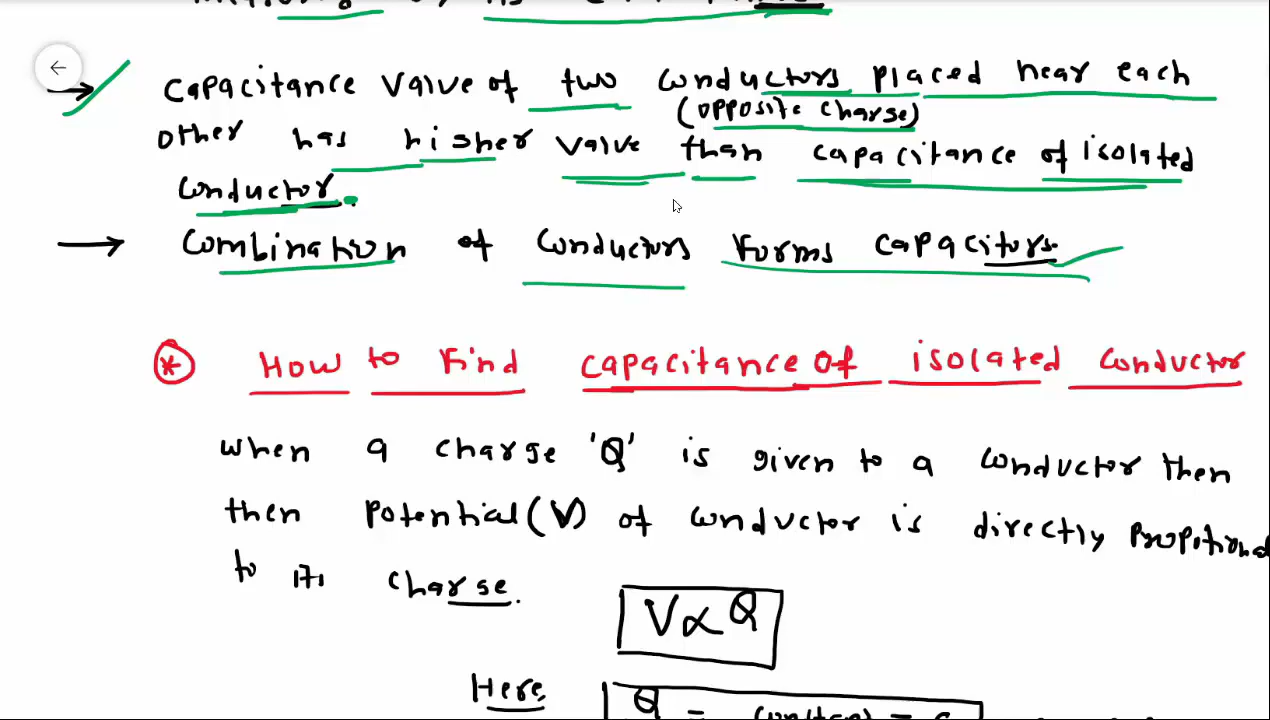 Capacitance value of two conductors placed near each
(opposite charge)
other has higher value than capacitance of isolated
conductor.
→ Combination of conductors forms capacitors.
* How to Find capacitance of isolated conductor
when a charge 'Q' is given to a conductor then
then potential (V) of conductor is directly propotional
to its charge.
V ∝ Q
Here,
Q = constant = c